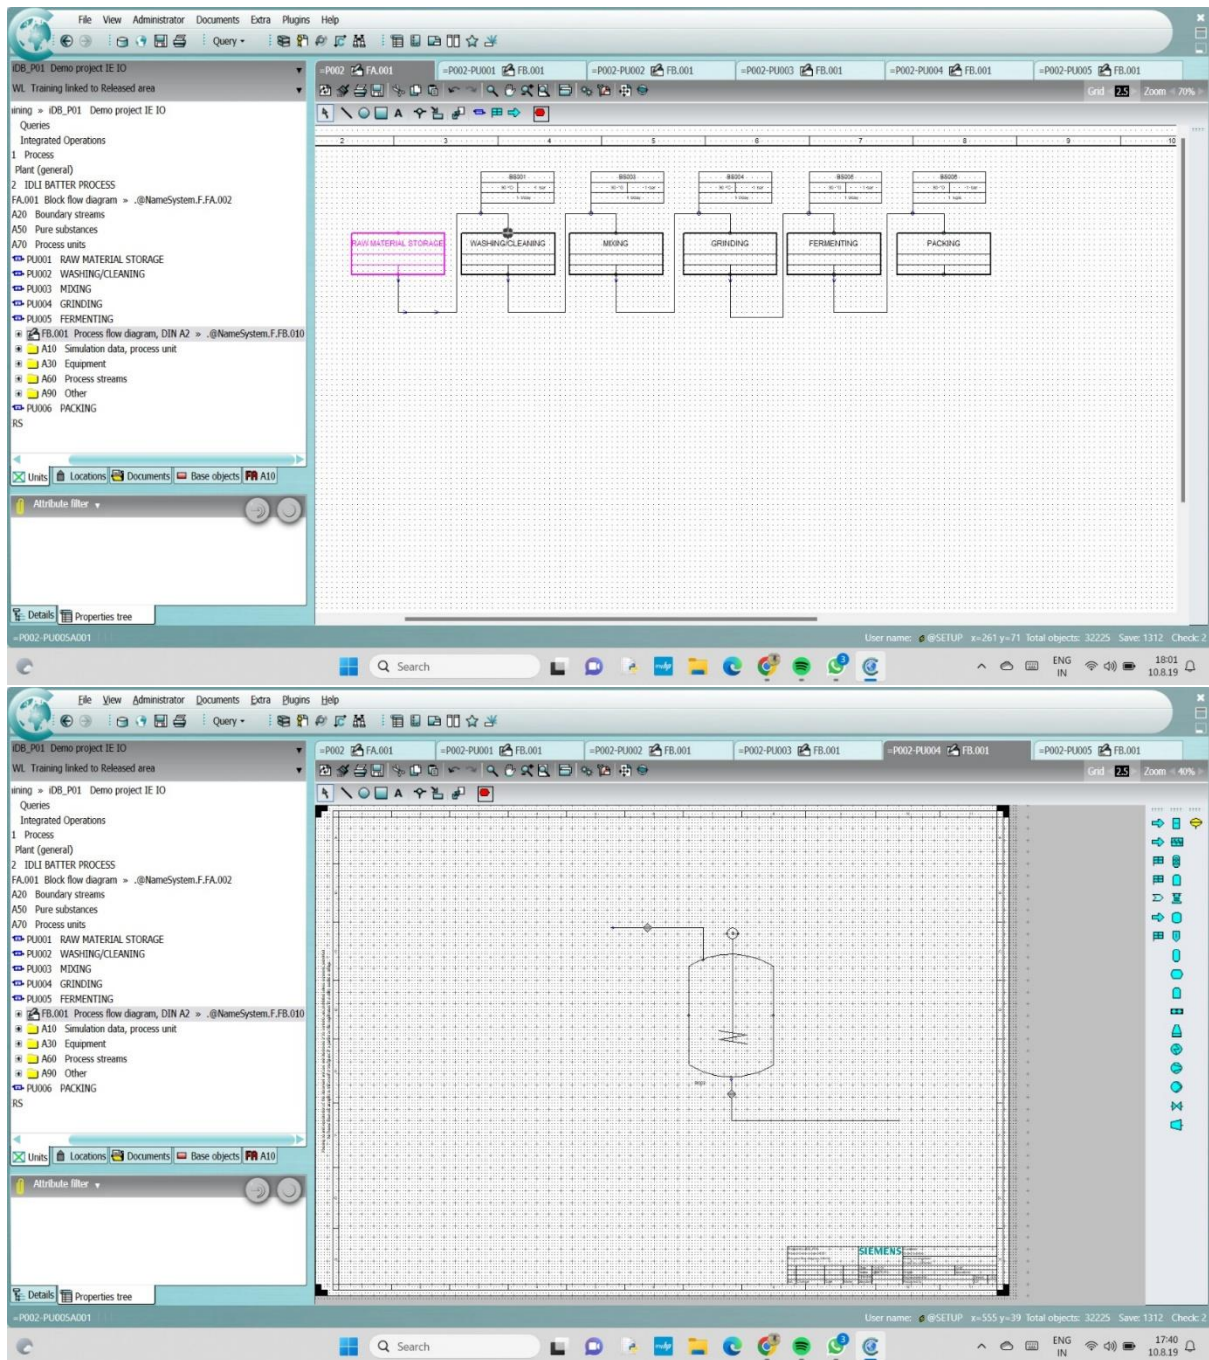 File View Administrator Documents Extra Plugins Help
Query
iDB_P01 Demo project IE IO
WL Training linked to Released area
ining » iDB_P01 Demo project IE IO
Queries
Integrated Operations
1 Process
Plant (general)
2 IDLI BATTER PROCESS
FA.001 Block flow diagram » .@NameSystem.F.FA.002
A20 Boundary streams
A50 Pure substances
A70 Process units
PU001 RAW MATERIAL STORAGE
PU002 WASHING/CLEANING
PU003 MIXING
PU004 GRINDING
PU005 FERMENTING
FB.001 Process flow diagram, DIN A2 » .@NameSystem.F.FB.010
A10 Simulation data, process unit
A30 Equipment
A60 Process streams
A90 Other
PU006 PACKING
RS
Units Locations Documents Base objects FA A10
Attribute filter
Details Properties tree
=P002 FA.001 =P002-PU001 FB.001 =P002-PU002 FB.001 =P002-PU003 FB.001 =P002-PU004 FB.001 =P002-PU005 FB.001
Grid 2.5 Zoom 70%
A
2 3 4 5 6 7 8 9 10
RAW MATERIAL STORAGE WASHING/CLEANING MIXING GRINDING FERMENTING PACKING
=P002-PU005A001
User name: @SETUP x=261 y=71 Total objects: 32225 Save: 1312 Check: 2
Search
ENG
IN
18:01
10.8.19
File View Administrator Documents Extra Plugins Help
Query
iDB_P01 Demo project IE IO
WL Training linked to Released area
ining » iDB_P01 Demo project IE IO
Queries
Integrated Operations
1 Process
Plant (general)
2 IDLI BATTER PROCESS
FA.001 Block flow diagram » .@NameSystem.F.FA.002
A20 Boundary streams
A50 Pure substances
A70 Process units
PU001 RAW MATERIAL STORAGE
PU002 WASHING/CLEANING
PU003 MIXING
PU004 GRINDING
PU005 FERMENTING
FB.001 Process flow diagram, DIN A2 » .@NameSystem.F.FB.010
A10 Simulation data, process unit
A30 Equipment
A60 Process streams
A90 Other
PU006 PACKING
RS
Units Locations Documents Base objects FA A10
Attribute filter
Details Properties tree
=P002 FA.001 =P002-PU001 FB.001 =P002-PU002 FB.001 =P002-PU003 FB.001 =P002-PU004 FB.001 =P002-PU005 FB.001
Grid 2.5 Zoom 40%
A
SIEMENS
=P002-PU005A001
User name: @SETUP x=555 y=39 Total objects: 32225 Save: 1312 Check: 2
Search
ENG
IN
17:40
10.8.19